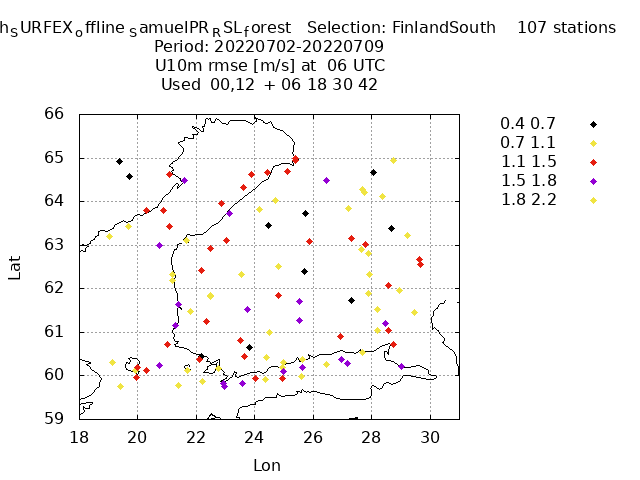 hSURFEXoffline SamuelPRRSLforest Selection: FinlandSouth 107 stations
Period: 20220702-20220709
U10m rmse [m/s] at 06 UTC
Used 00,12 + 06 18 30 42
0.4 0.7
0.7 1.1
1.1 1.5
1.5 1.8
1.8 2.2
66
65
64
63
62
61
60
59
Lat
18 20 22 24 26 28 30
Lon